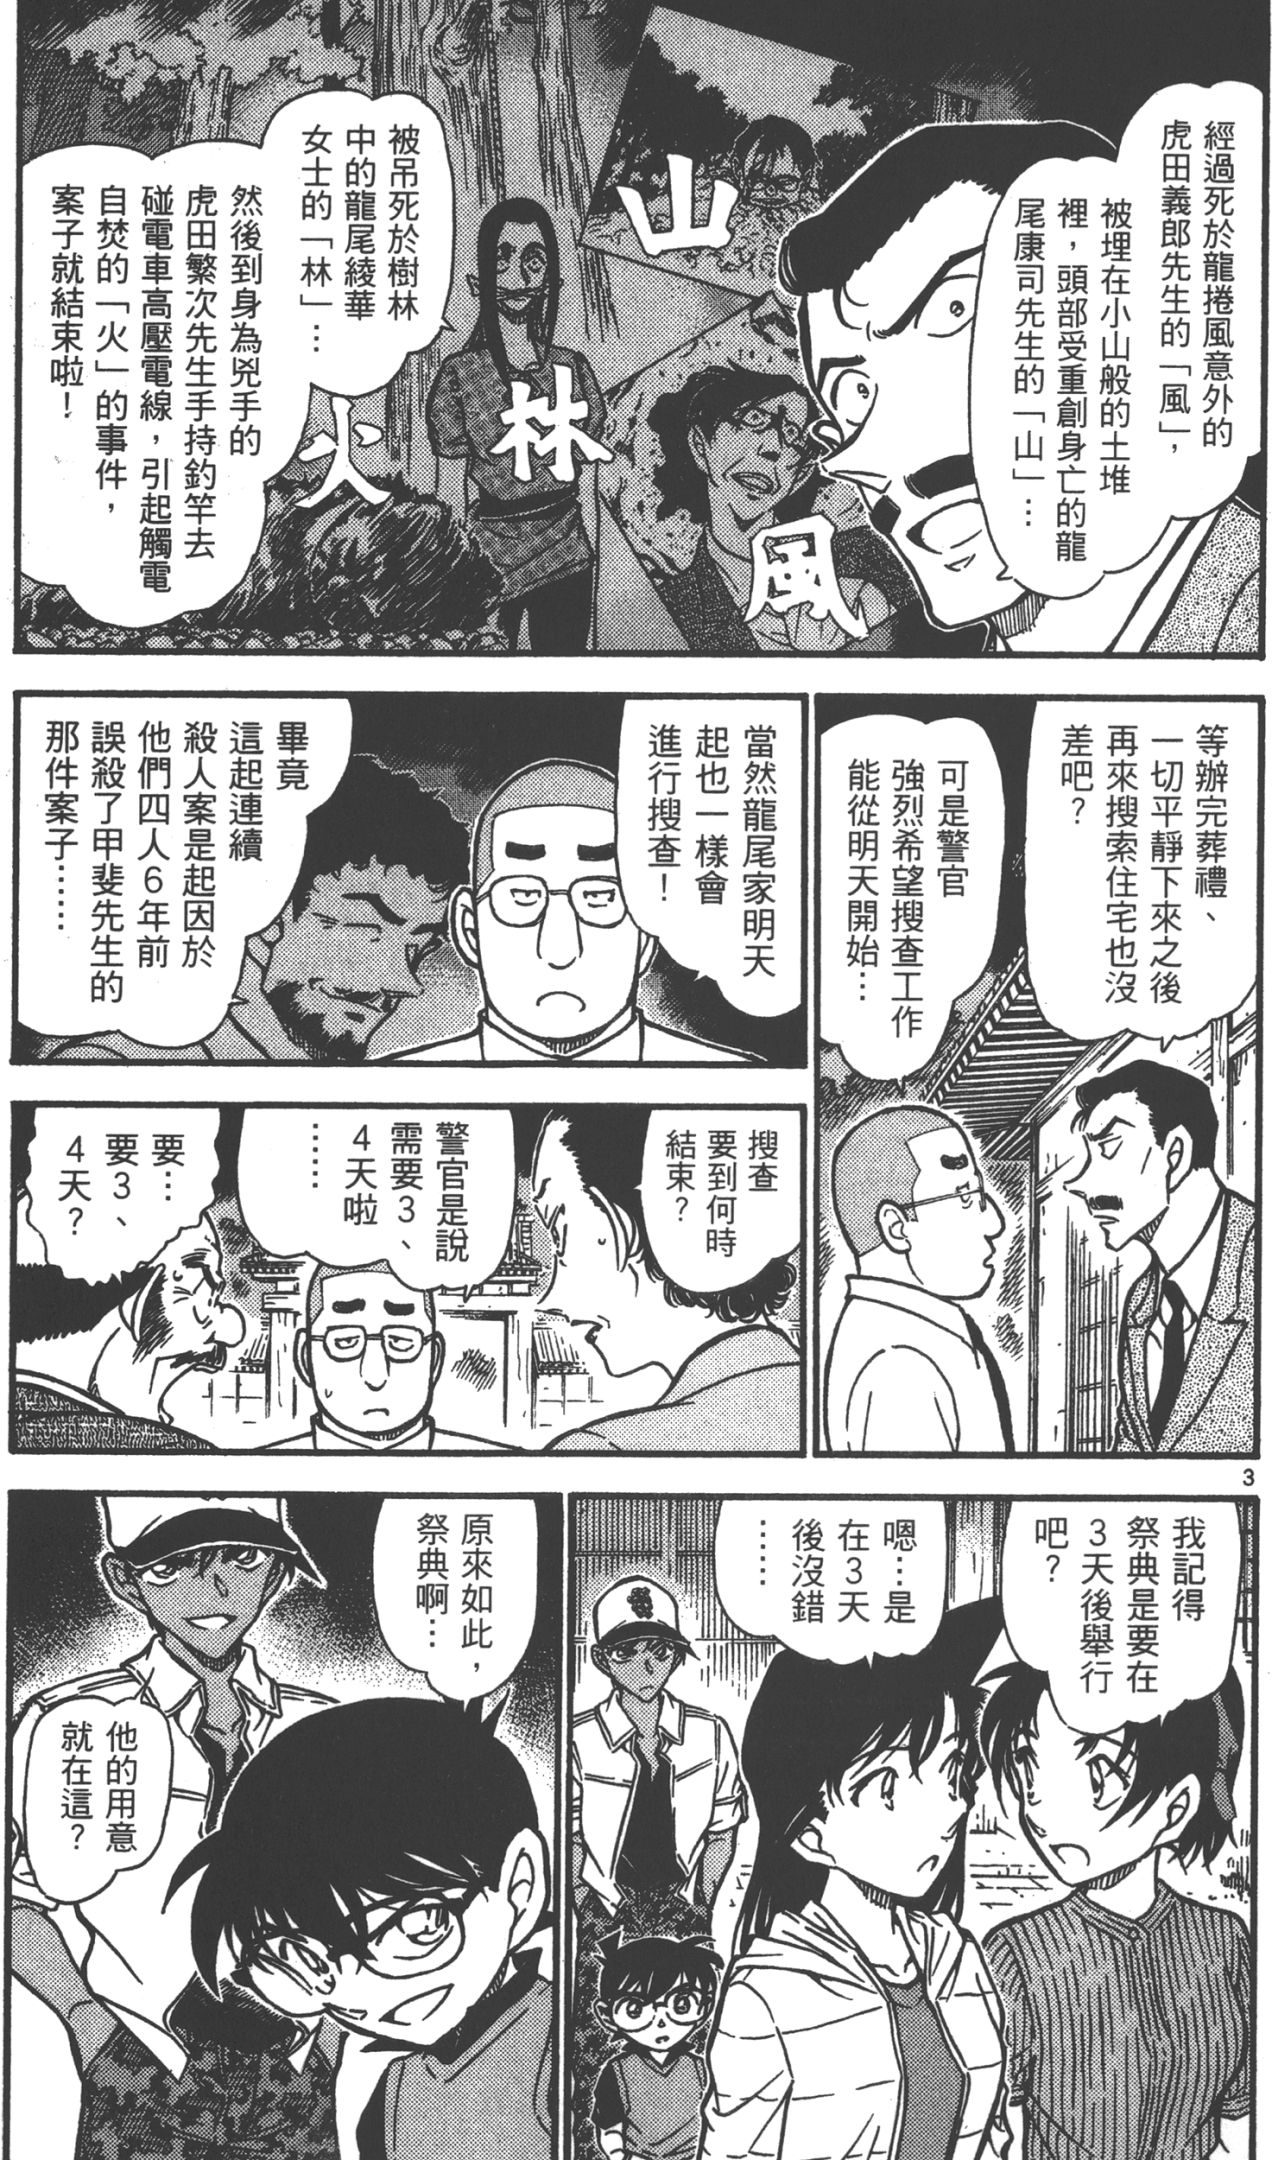 經過死於龍捲風意外的
虎田義郎先生的「風」，
被埋在小山般的土堆
裡，頭部受重創身亡的龍
尾康司先生的「山」…
山
風
林
火
被吊死於樹林
中的龍尾綾華
女士的「林」…
然後到身為兇手的
虎田繁次先生手持釣竿去
碰電車高壓電線，引起觸電
自焚的「火」的事件，
案子就結束啦！
等辦完葬禮、
一切平靜下來之後
再來搜索住宅也沒
差吧？
可是警官
強烈希望搜查工作
能從明天開始…
當然龍尾家明天
起也一樣會
進行搜查！
畢竟
這起連續
殺人案是起因於
他們四人6年前
誤殺了甲斐先生的
那件案子……
搜查
要到何時
結束？
警官是說
需要3、
4天啦
……
要…
要3、
4天？
3
我記得
祭典是要在
3天後舉行
吧？
嗯…是
在3天
後沒錯
……
原來如此，
祭典啊…
他的用意
就在這？